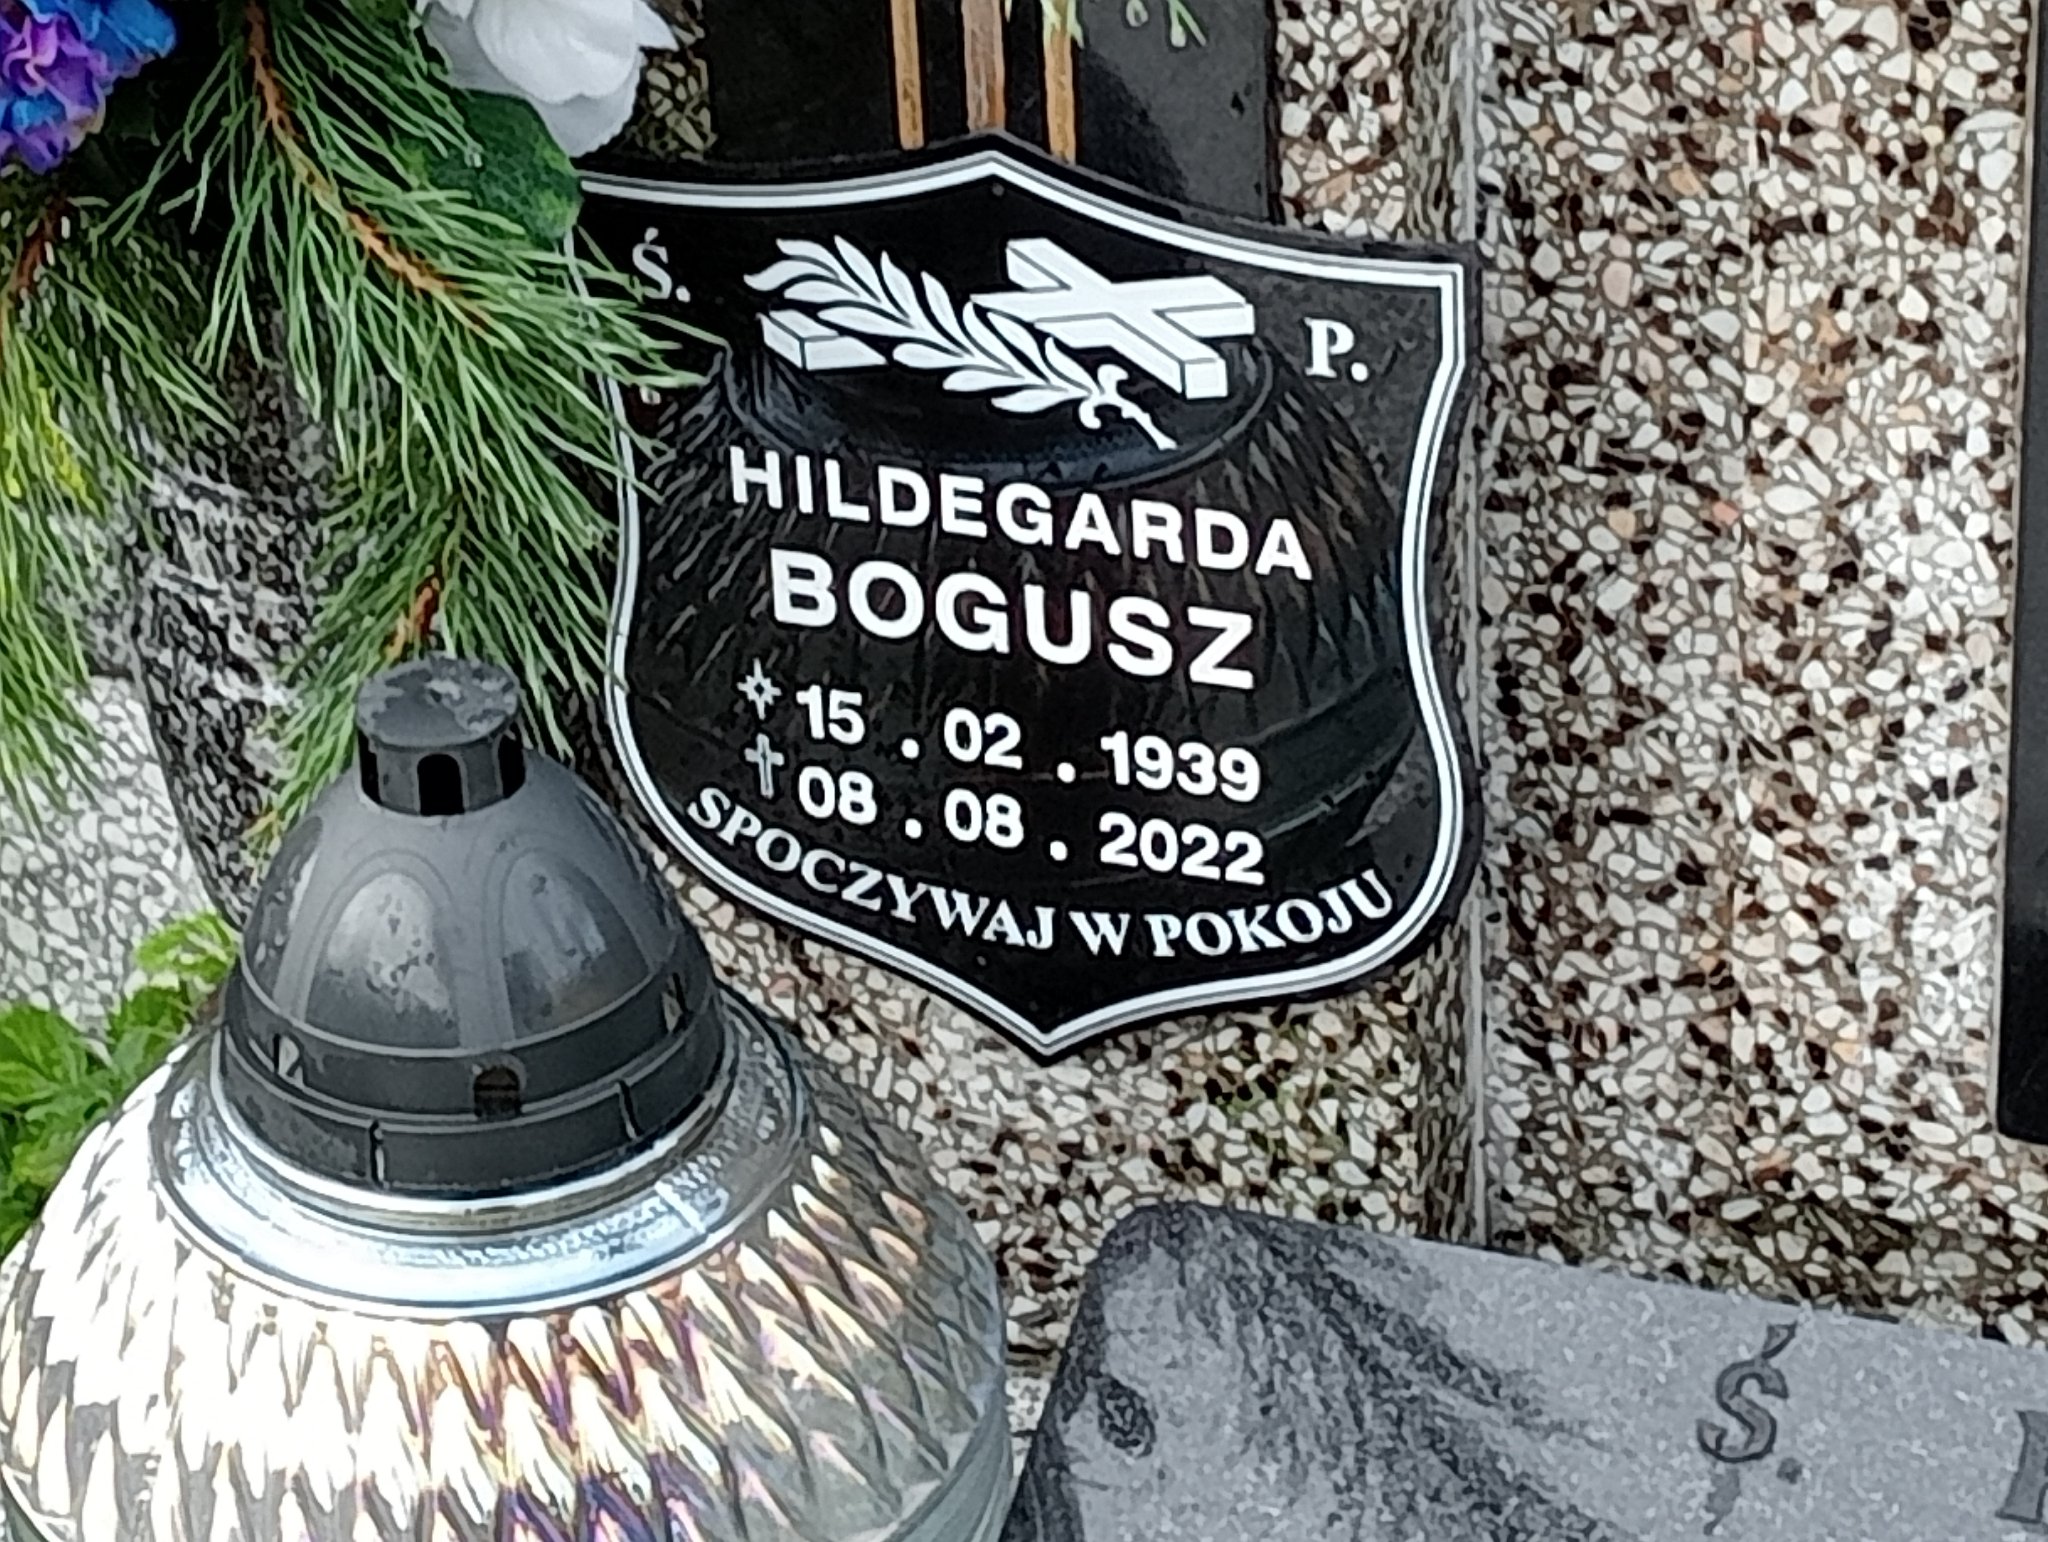 Ś. P.
HILDEGARDA
BOGUSZ
15 . 02 . 1939
08 . 08 . 2022
SPOCZYWAJ W POKOJU
Ś.